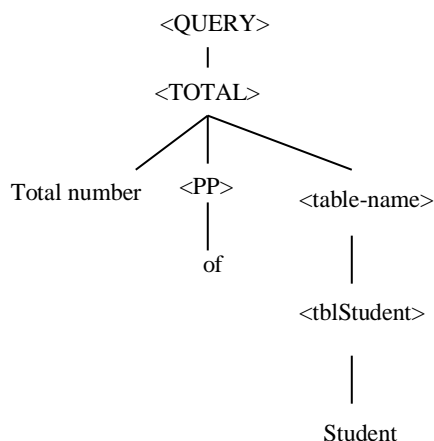 <QUERY>
<TOTAL>
Total number <PP> <table-name>
of
<tblStudent>
Student